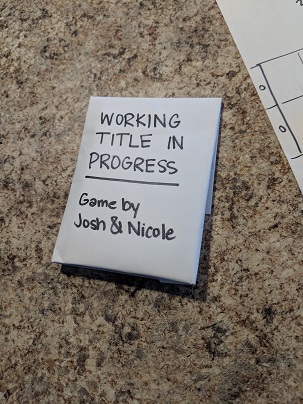 WORKING
TITLE IN
PROGRESS
Game by
Josh & Nicole